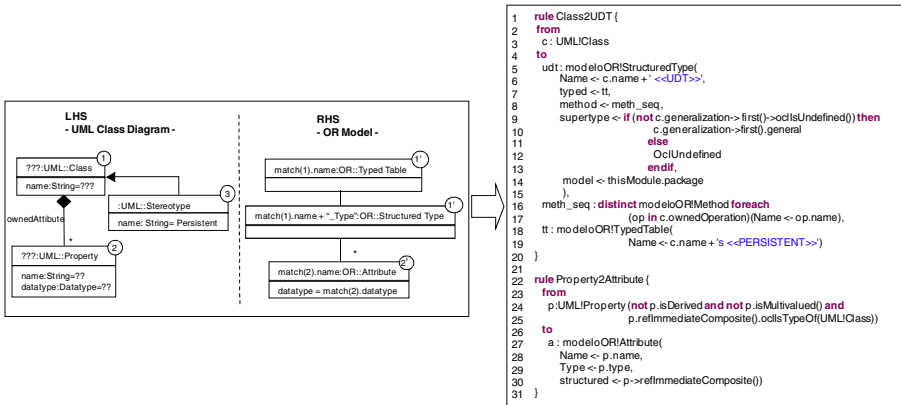 LHS
- UML Class Diagram -
1
???:UML::Class
name:String=???
3
:UML::Stereotype
name: String= Persistent
ownedAttibute
*
2
???:UML::Property
name:String=??
datatype:Datatype=??
RHS
- OR Model -
1'
match(1).name:OR::Typed Table
1'
match(1).name + "_Type":OR::Structured Type
*
2'
match(2).name:OR::Attribute
datatype = match(2).datatype
1 rule Class2UDT {
2 from
3 c : UML!Class
4 to
5 udt : modeloOR!StructuredType(
6 Name <- c.name + ' <<UDT>>',
7 typed <- tt,
8 method <- meth_seq,
9 supertype <- if (not c.generalization-> first()->oclIsUndefined()) then
10 c.generalization->first().general
11 else
12 OclUndefined
13 endif,
14 model <- thisModule.package
15 ),
16 meth_seq : distinct modeloOR!Method foreach
17 (op in c.ownedOperation)(Name <- op.name),
18 tt : modeloOR!TypedTable(
19 Name <- c.name + 's <<PERSISTENT>>')
20 }
21
22 rule Property2Attribute {
23 from
24 p:UML!Property (not p.isDerived and not p.isMultivalued() and
25 p.refImmediateComposite().oclIsTypeOf(UML!Class))
26 to
27 a : modeloOR!Attribute(
28 Name <- p.name,
29 Type <- p.type,
30 structured <- p->refImmediateComposite())
31 }